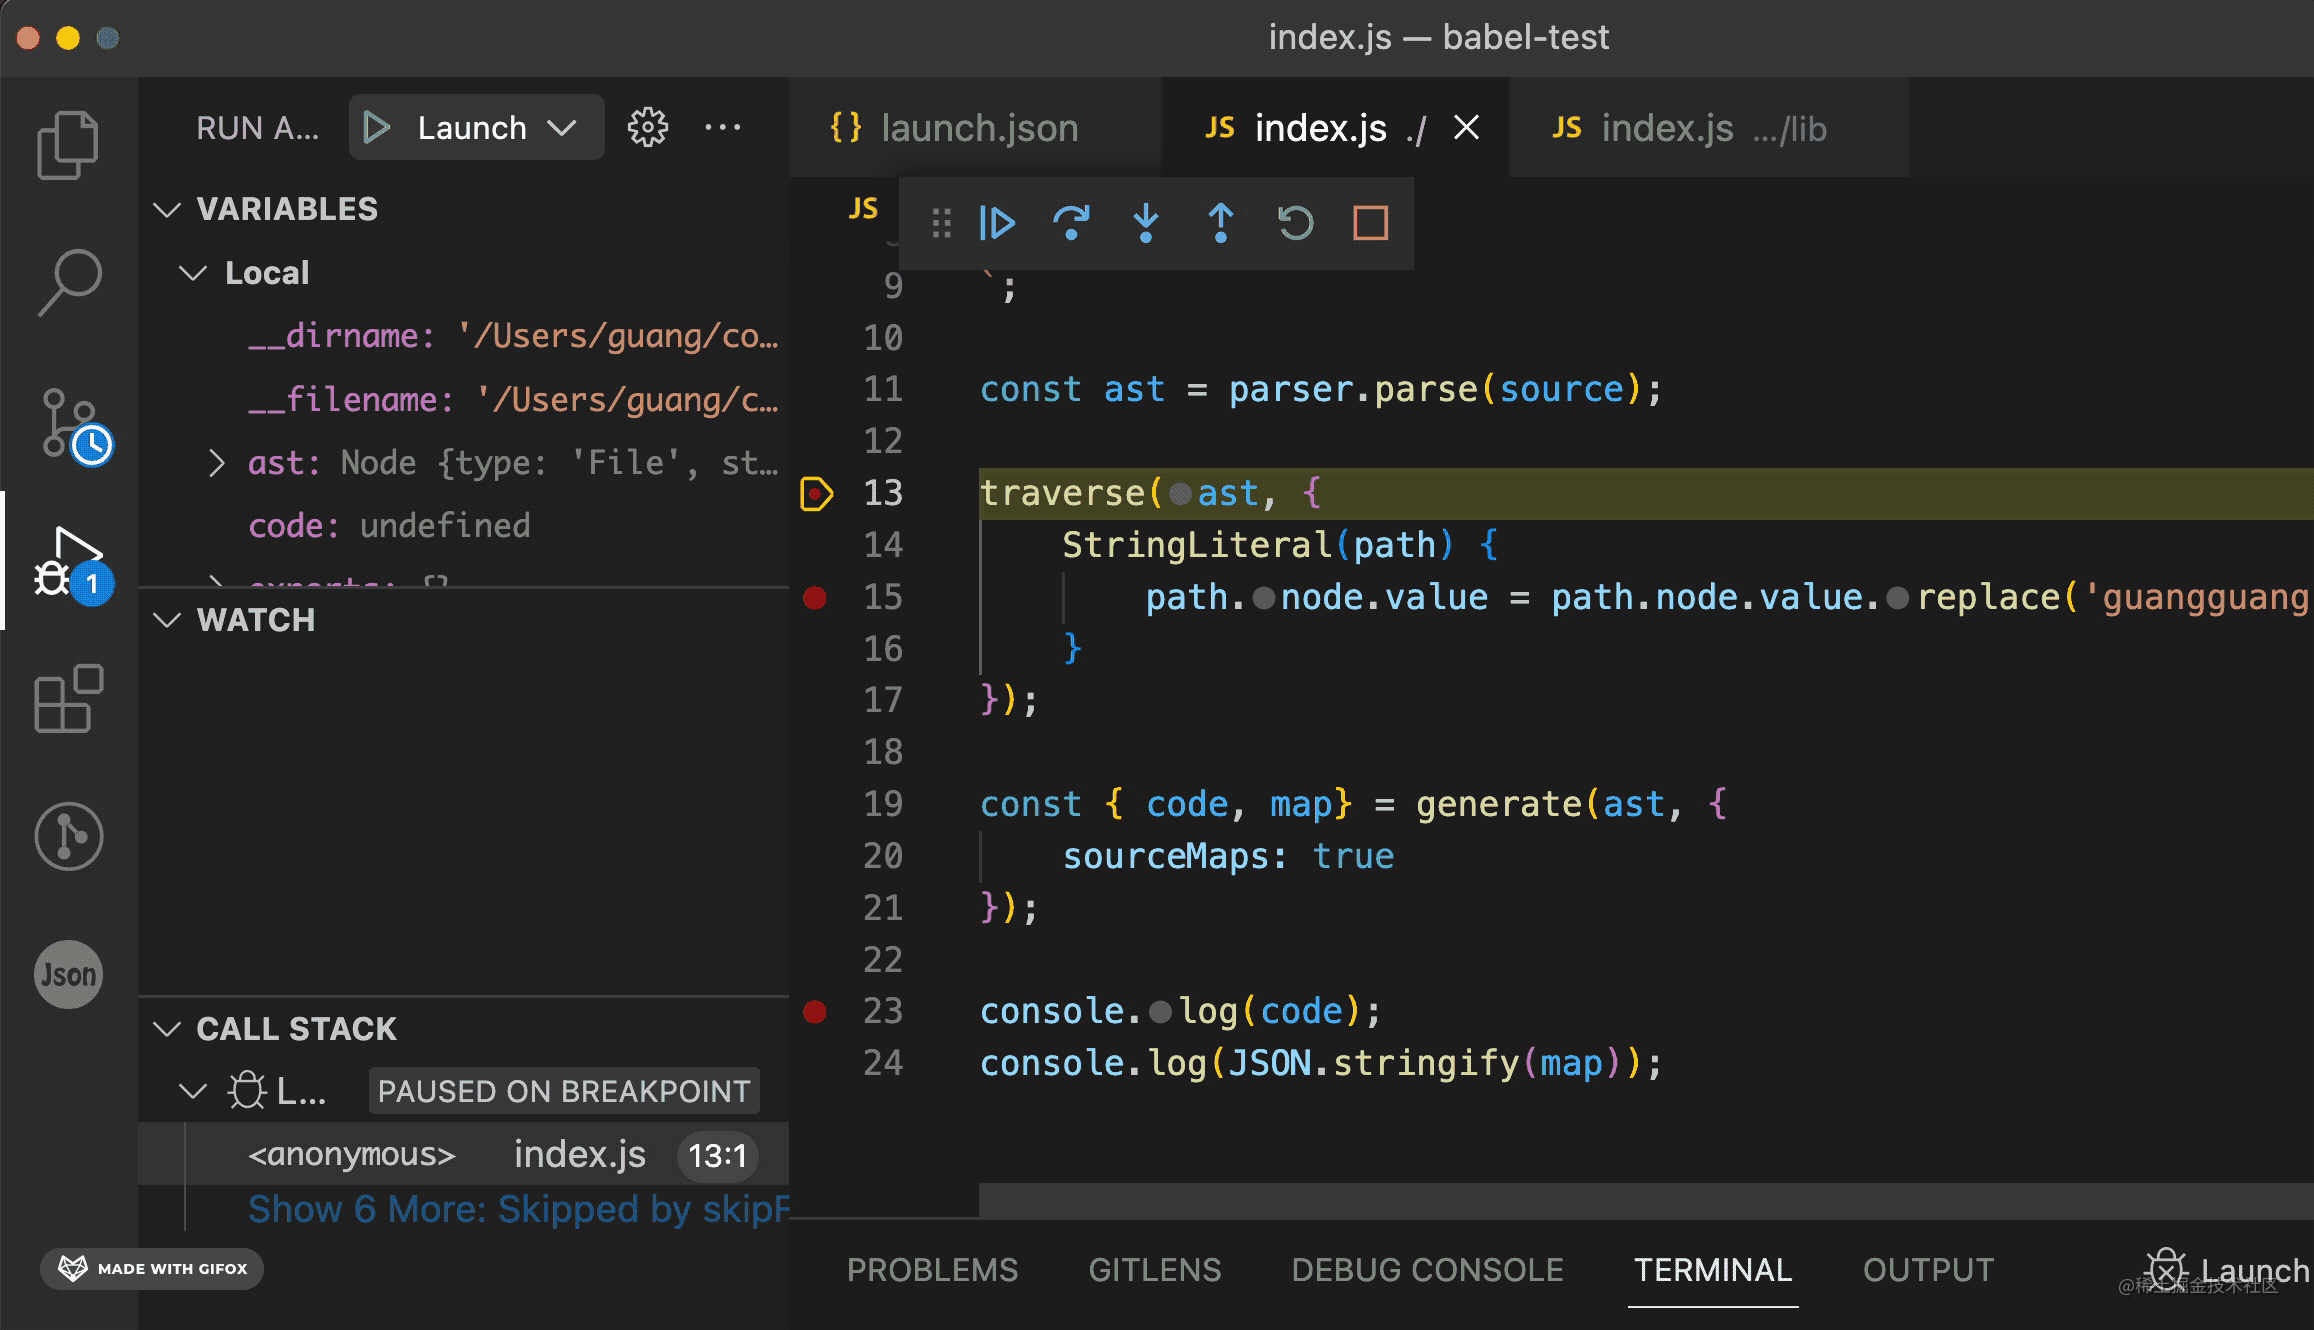 index.js — babel-test
RUN A... Launch ...
{} launch.json JS index.js ./ JS index.js .../lib
JS
VARIABLES
Local
__dirname: '/Users/guang/co...
__filename: '/Users/guang/c...
ast: Node {type: 'File', st...
code: undefined
exports: {}
WATCH
1
Json
CALL STACK
L... PAUSED ON BREAKPOINT
<anonymous> index.js 13:1
Show 6 More: Skipped by skipF
MADE WITH GIFOX
9 `;
10
11 const ast = parser.parse(source);
12
13 traverse(ast, {
14 StringLiteral(path) {
15 path.node.value = path.node.value.replace('guangguang
16 }
17 });
18
19 const { code, map} = generate(ast, {
20 sourceMaps: true
21 });
22
23 console.log(code);
24 console.log(JSON.stringify(map));
PROBLEMS GITLENS DEBUG CONSOLE TERMINAL OUTPUT Launch
@稀土掘金技术社区